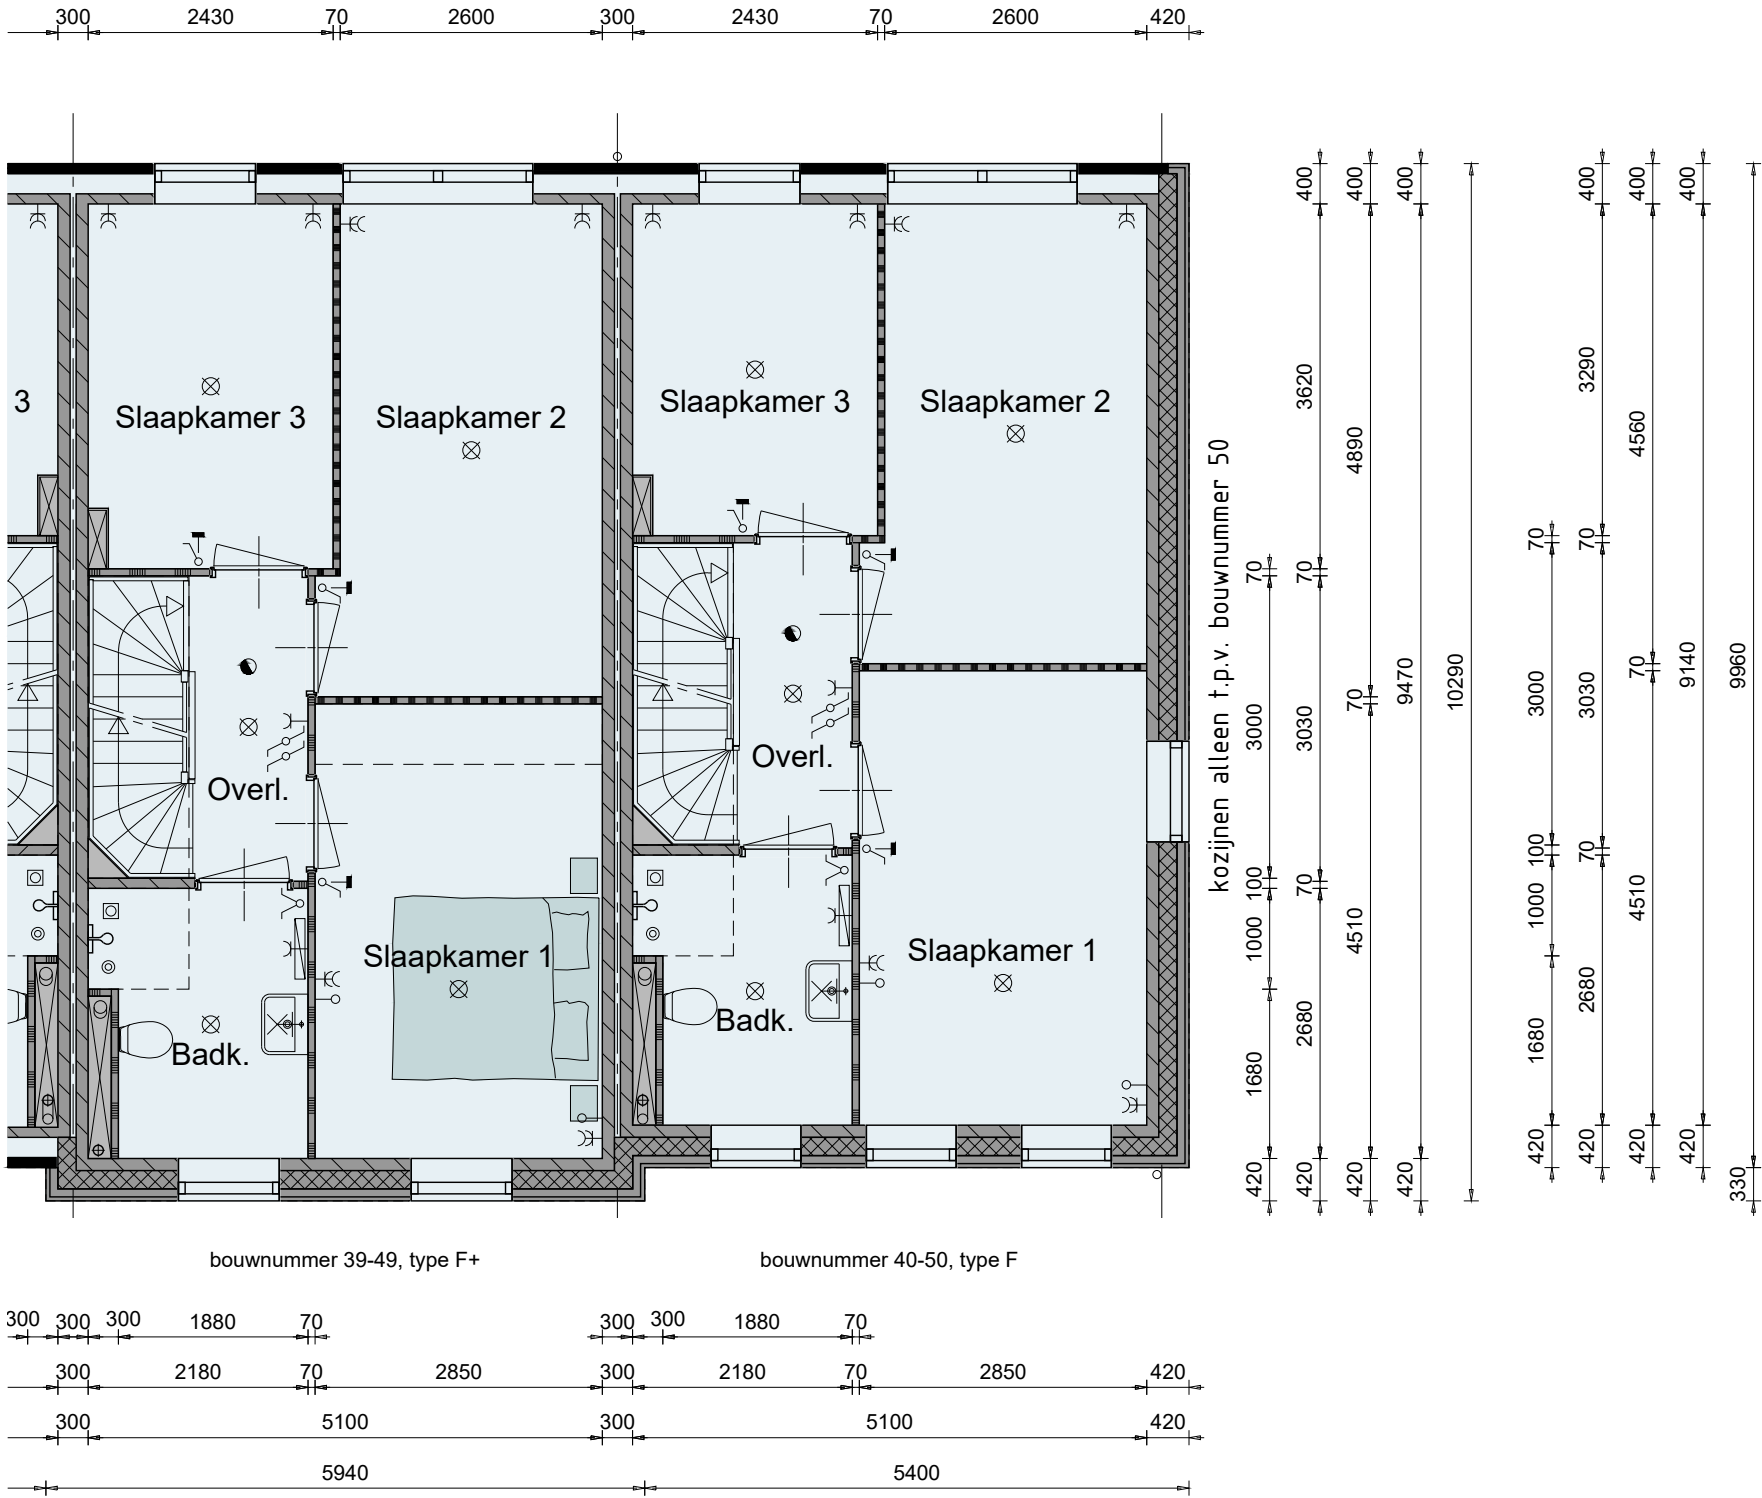 300 2430 70 2600 300 2430 70 2600 420
400 400 400 400 400 400
3 Slaapkamer 3 Slaapkamer 2 Slaapkamer 3 Slaapkamer 2
3620 4890 3290 4560
kozijnen alleen t.p.v. bouwnummer 50
70 70 70 70
3000 3030 70 9470 10290 3000 3030 70 9140 9960
Overl. Overl.
100 70 100 70
1000 4510 1000 4510
Slaapkamer 1 Slaapkamer 1
Badk. Badk.
1680 2680 1680 2680
420 420 420 420 420 420 420 420 330
bouwnummer 39-49, type F+ bouwnummer 40-50, type F
300 300 300 1880 70 300 300 1880 70
300 2180 70 2850 300 2180 70 2850 420
300 5100 300 5100 420
5940 5400